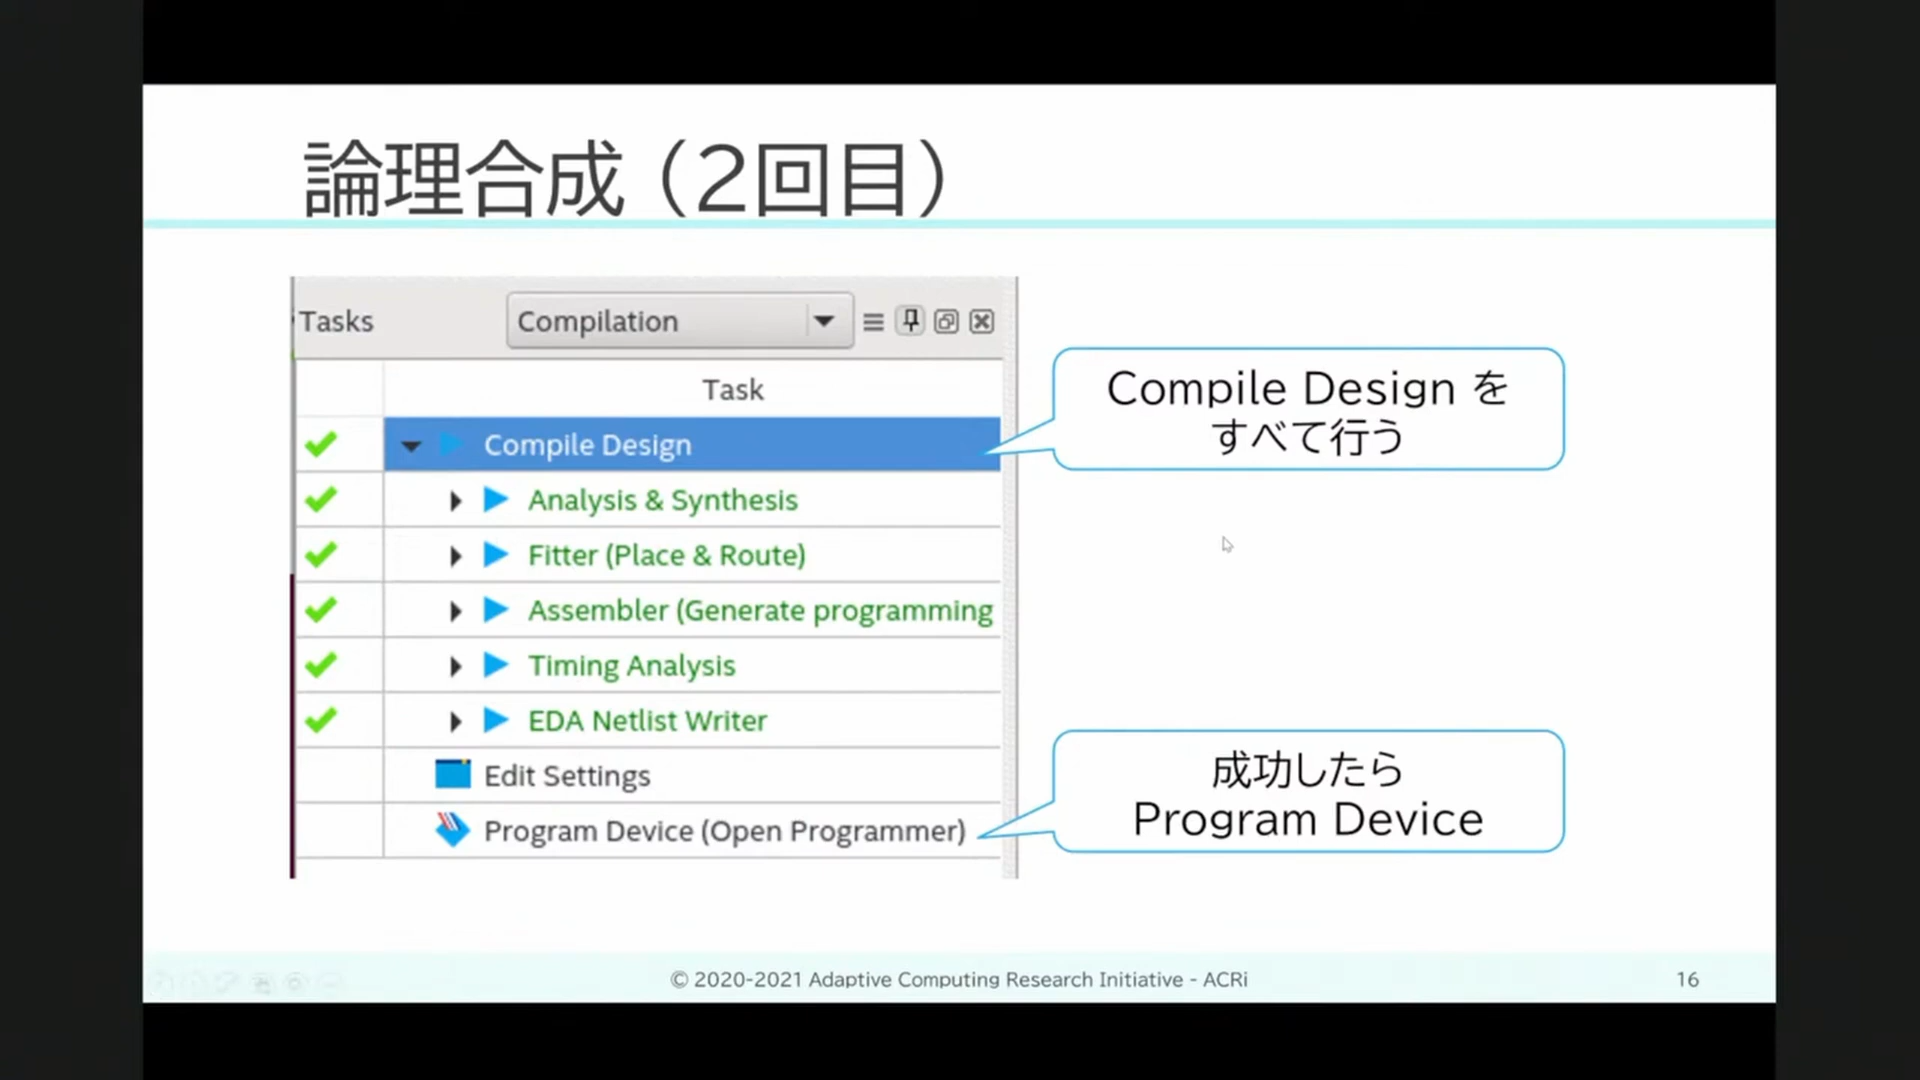 論理合成（2回目）
Tasks
Compilation
Task
Compile Design
Analysis & Synthesis
Fitter (Place & Route)
Assembler (Generate programming
Timing Analysis
EDA Netlist Writer
Edit Settings
Program Device (Open Programmer)
Compile Design を
すべて行う
成功したら
Program Device
© 2020-2021 Adaptive Computing Research Initiative - ACRi
16